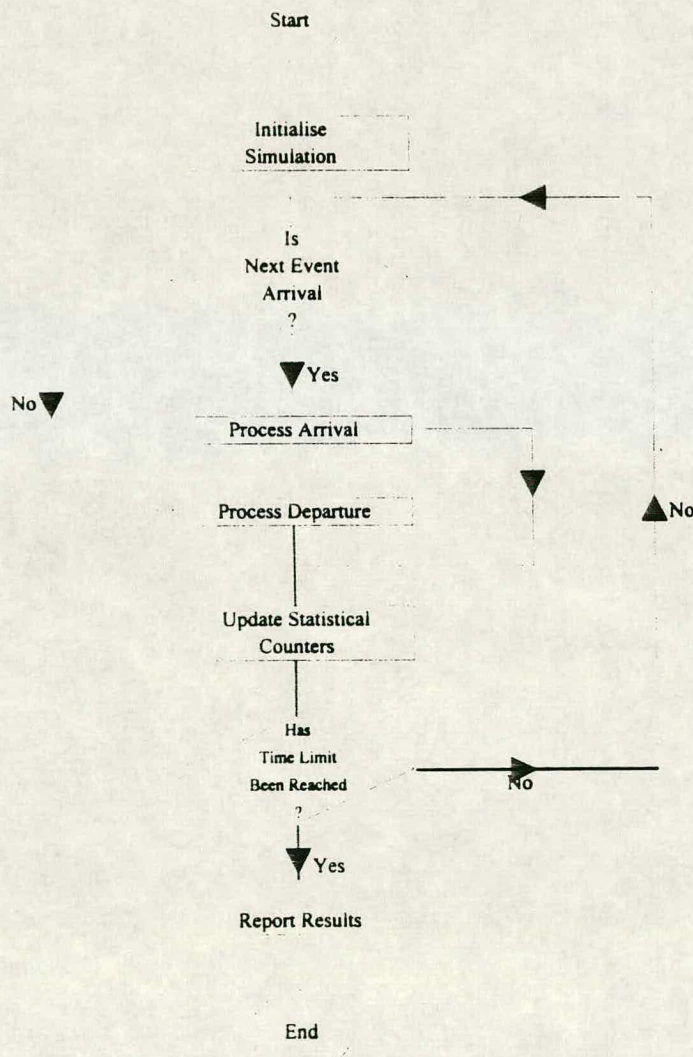 Start
Initialise
Simulation
Is
Next Event
Arrival
?
Yes
No
Process Arrival
Process Departure
No
Update Statistical
Counters
Has
Time Limit
Been Reached
?
No
Yes
Report Results
End